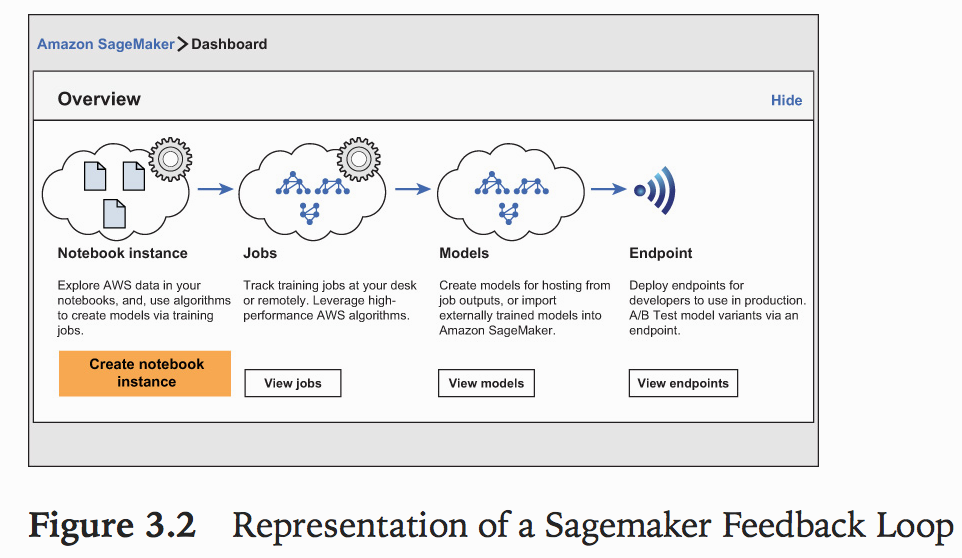 Amazon SageMaker > Dashboard
Overview
Hide
Notebook instance
Explore AWS data in your
notebooks, and, use algorithms
to create models via training
jobs.
Create notebook
instance
Jobs
Track training jobs at your desk
or remotely. Leverage high-
performance AWS algorithms.
View jobs
Models
Create models for hosting from
job outputs, or import
externally trained models into
Amazon SageMaker.
View models
Endpoint
Deploy endpoints for
developers to use in production.
A/B Test model variants via an
endpoint.
View endpoints
Figure 3.2 Representation of a Sagemaker Feedback Loop